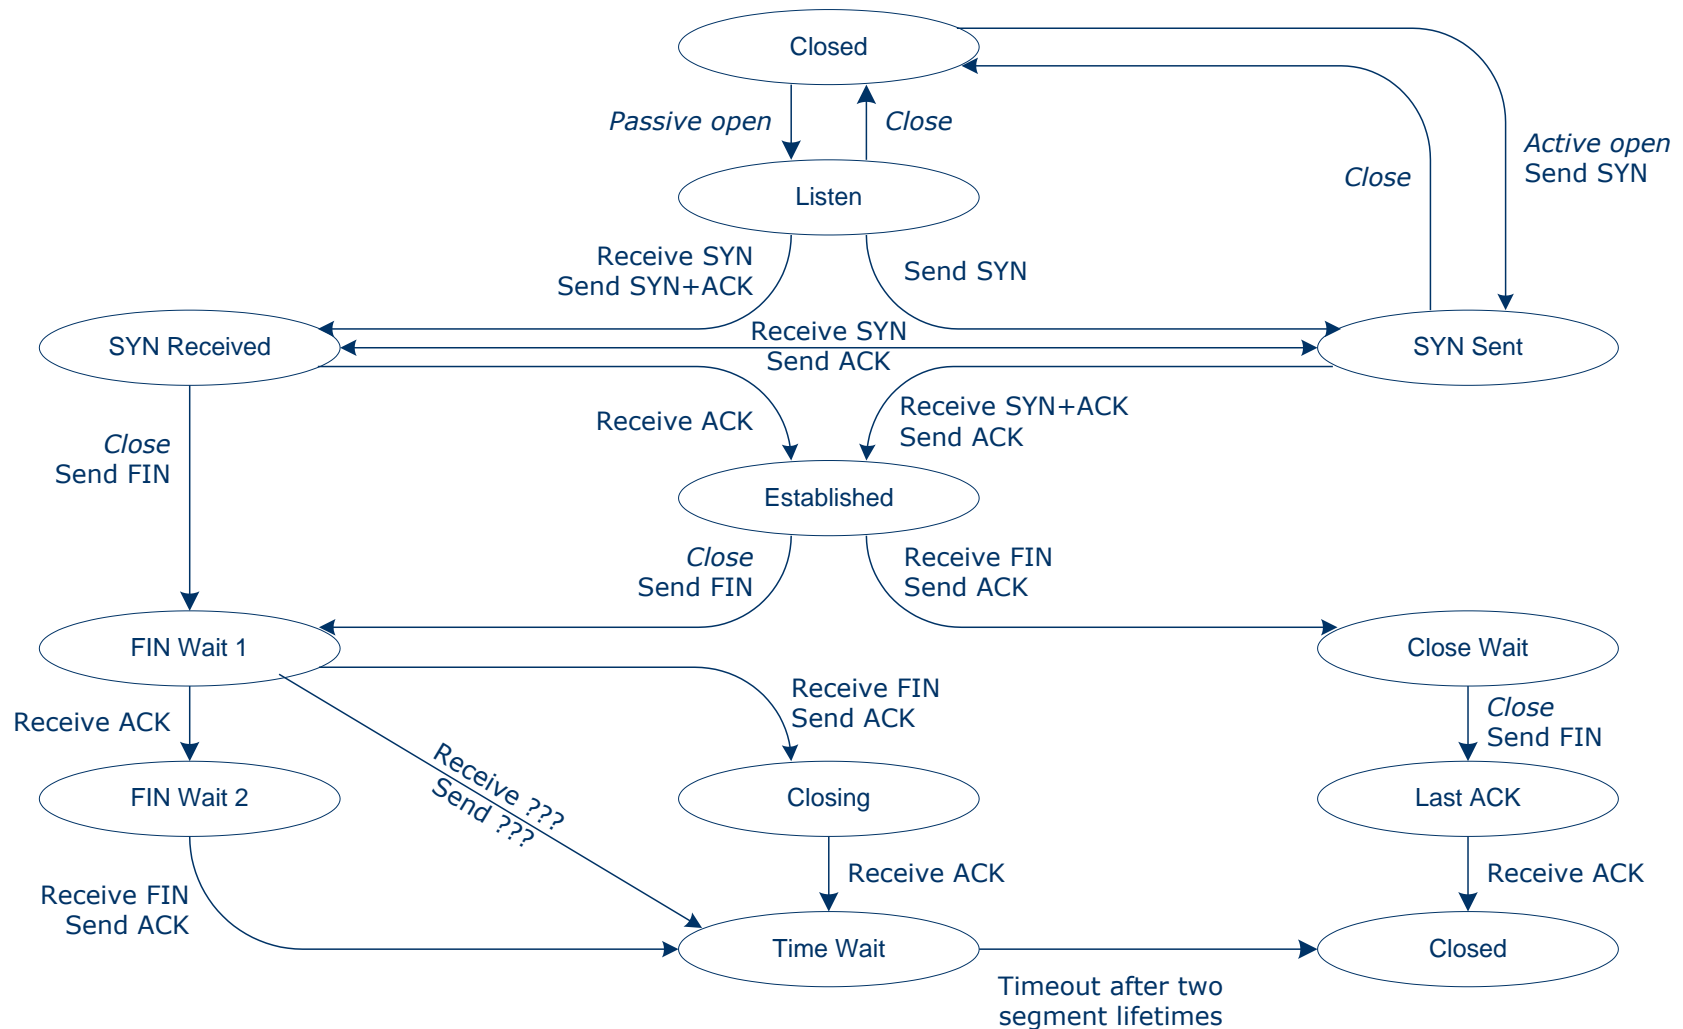 Closed
Passive open
Close
Active open
Send SYN
Close
Listen
Receive SYN
Send SYN+ACK
Send SYN
SYN Received
Receive SYN
Send ACK
SYN Sent
Receive ACK
Receive SYN+ACK
Send ACK
Close
Send FIN
Established
Close
Send FIN
Receive FIN
Send ACK
FIN Wait 1
Close Wait
Receive ACK
Receive ???
Send ???
Receive FIN
Send ACK
Close
Send FIN
FIN Wait 2
Closing
Last ACK
Receive FIN
Send ACK
Receive ACK
Receive ACK
Time Wait
Closed
Timeout after two
segment lifetimes